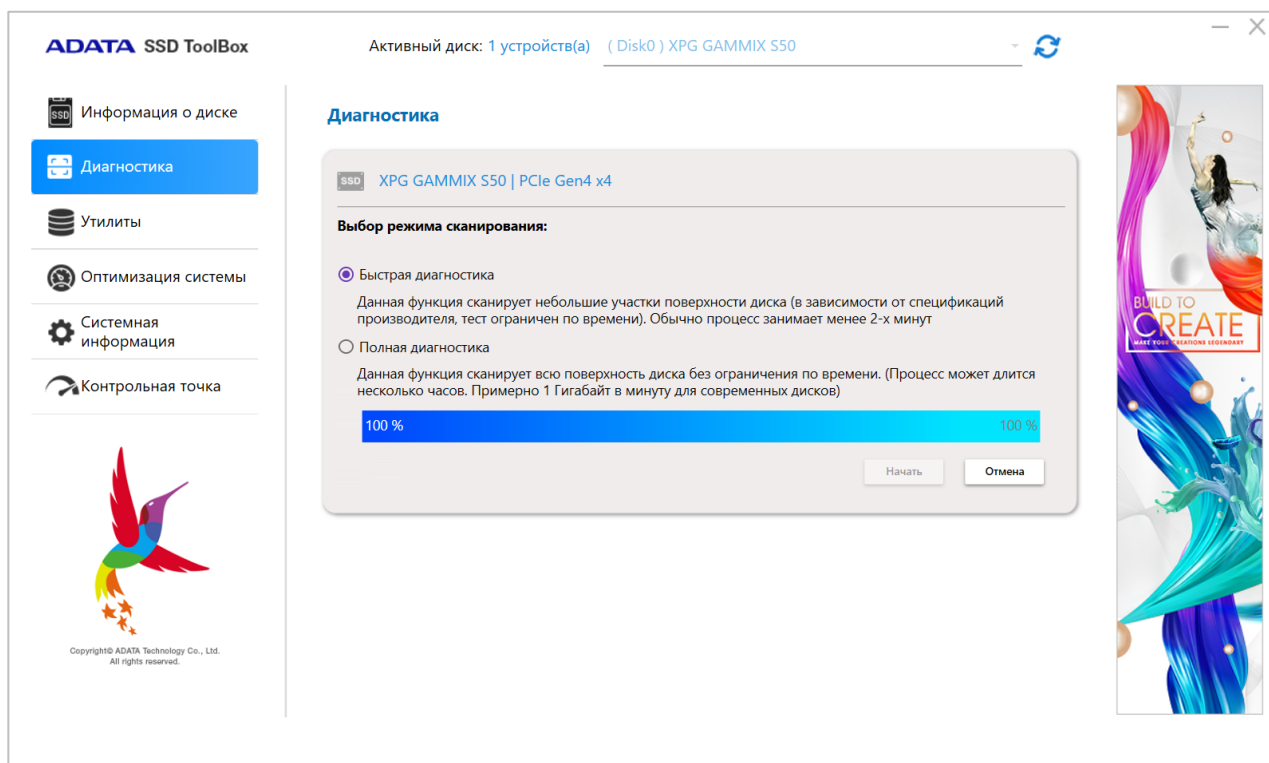 ADATA SSD ToolBox
Активный диск: 1 устройств(а) ( Disk0 ) XPG GAMMIX S50
SSD Информация о диске
Диагностика
Утилиты
Оптимизация системы
Системная
информация
Контрольная точка
Copyright© ADATA Technology Co., Ltd.
All rights reserved.
Диагностика
SSD XPG GAMMIX S50 | PCIe Gen4 x4
Выбор режима сканирования:
Быстрая диагностика
Данная функция сканирует небольшие участки поверхности диска (в зависимости от спецификаций
производителя, тест ограничен по времени). Обычно процесс занимает менее 2-х минут
Полная диагностика
Данная функция сканирует всю поверхность диска без ограничения по времени. (Процесс может длится
несколько часов. Примерно 1 Гигабайт в минуту для современных дисков)
100 % 100 %
Начать Отмена
BUILD TO
CREATE
MAKE YOUR CREATIONS LEGENDARY